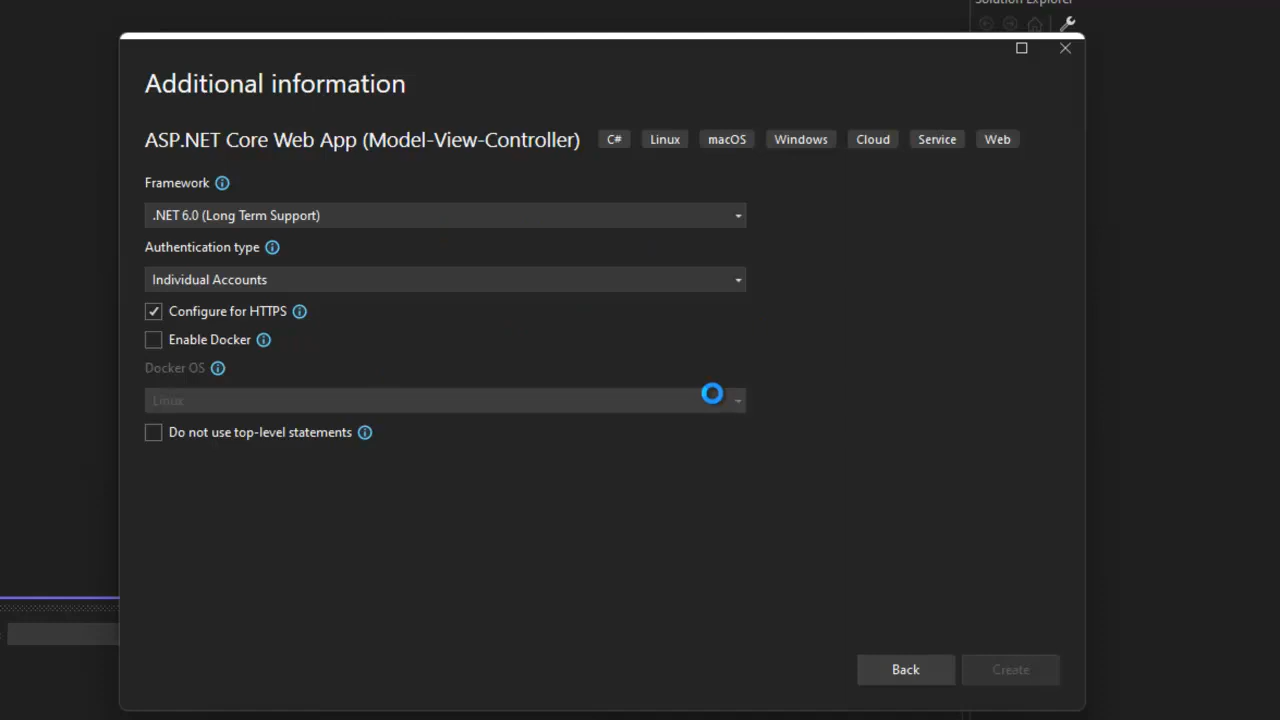 Solution Explorer
Additional information
ASP.NET Core Web App (Model-View-Controller) C# Linux macOS Windows Cloud Service Web
Framework
.NET 6.0 (Long Term Support)
Authentication type
Individual Accounts
Configure for HTTPS
Enable Docker
Docker OS
Linux
Do not use top-level statements
Back Create